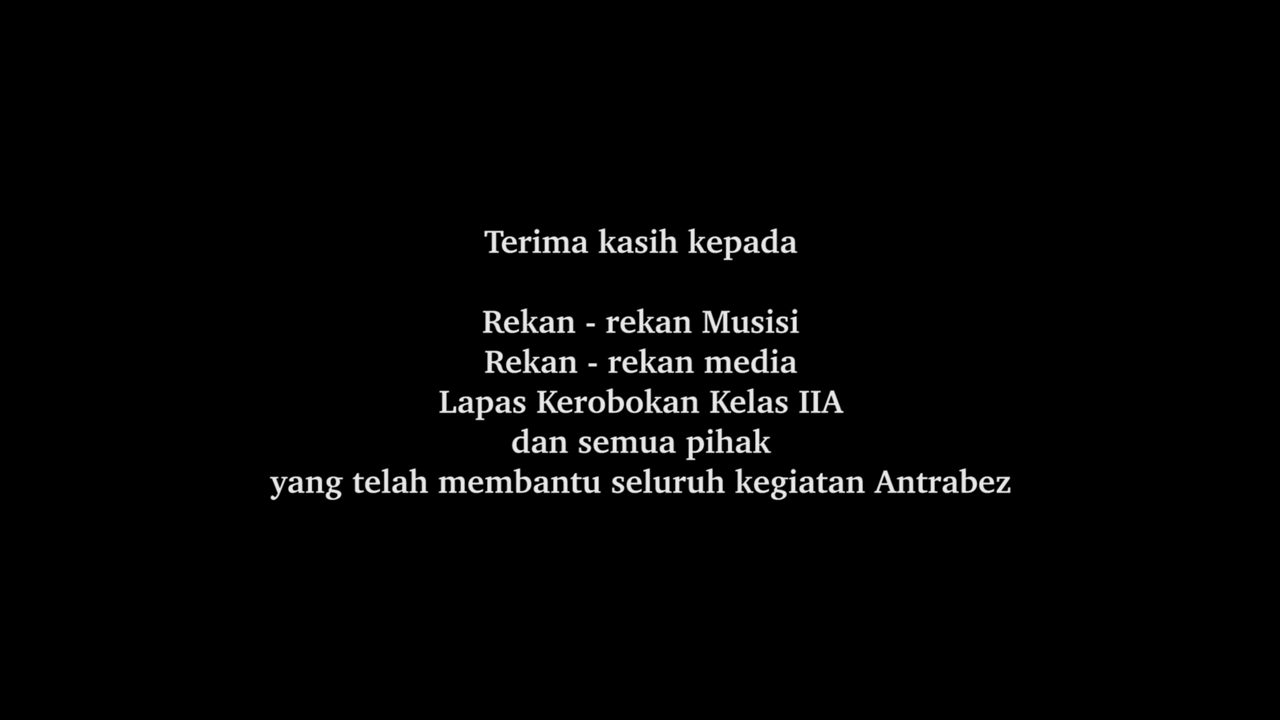 Terima kasih kepada
Rekan - rekan Musisi
Rekan - rekan media
Lapas Kerobokan Kelas IIA
dan semua pihak
yang telah membantu seluruh kegiatan Antrabez